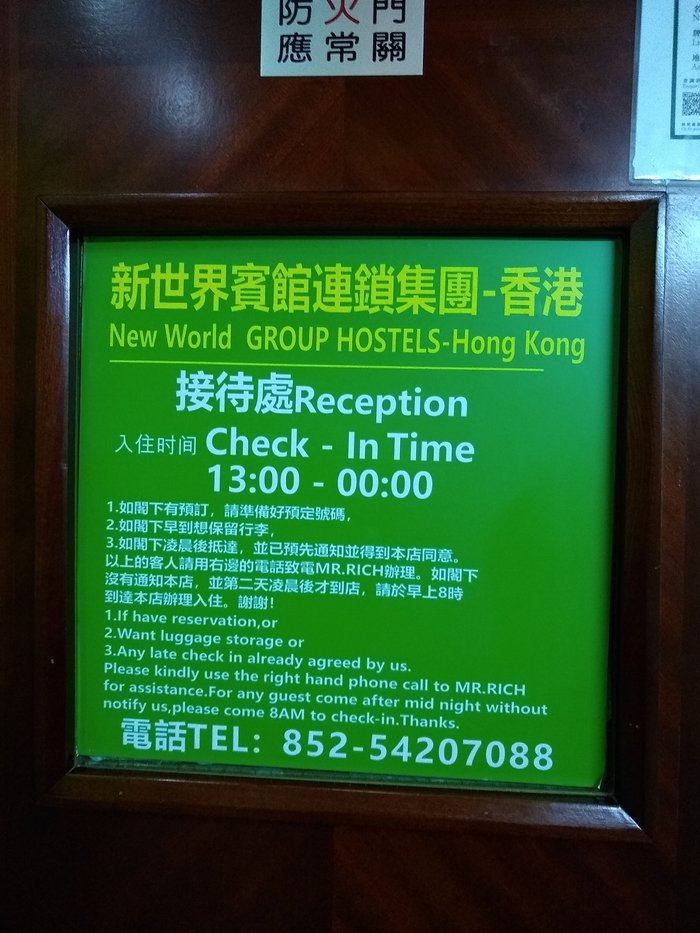 防火門
應常關
新世界賓館連鎖集團-香港
New World GROUP HOSTELS-Hong Kong
接待處Reception
入住时间 Check - In Time
13:00 - 00:00
1.如閣下有預訂，請準備好預定號碼，
2.如閣下早到想保留行李，
3.如閣下凌晨後抵達，並已預先通知並得到本店同意。
以上的客人請用右邊的電話致電MR.RICH辦理。如閣下
沒有通知本店，並第二天凌晨後才到店，請於早上8時
到達本店辦理入住。謝謝！
1.If have reservation,or
2.Want luggage storage or
3.Any late check in already agreed by us.
Please kindly use the right hand phone call to MR.RICH
for assistance.For any guest come after mid night without
notify us,please come 8AM to check-in.Thanks.
電話TEL: 852-54207088